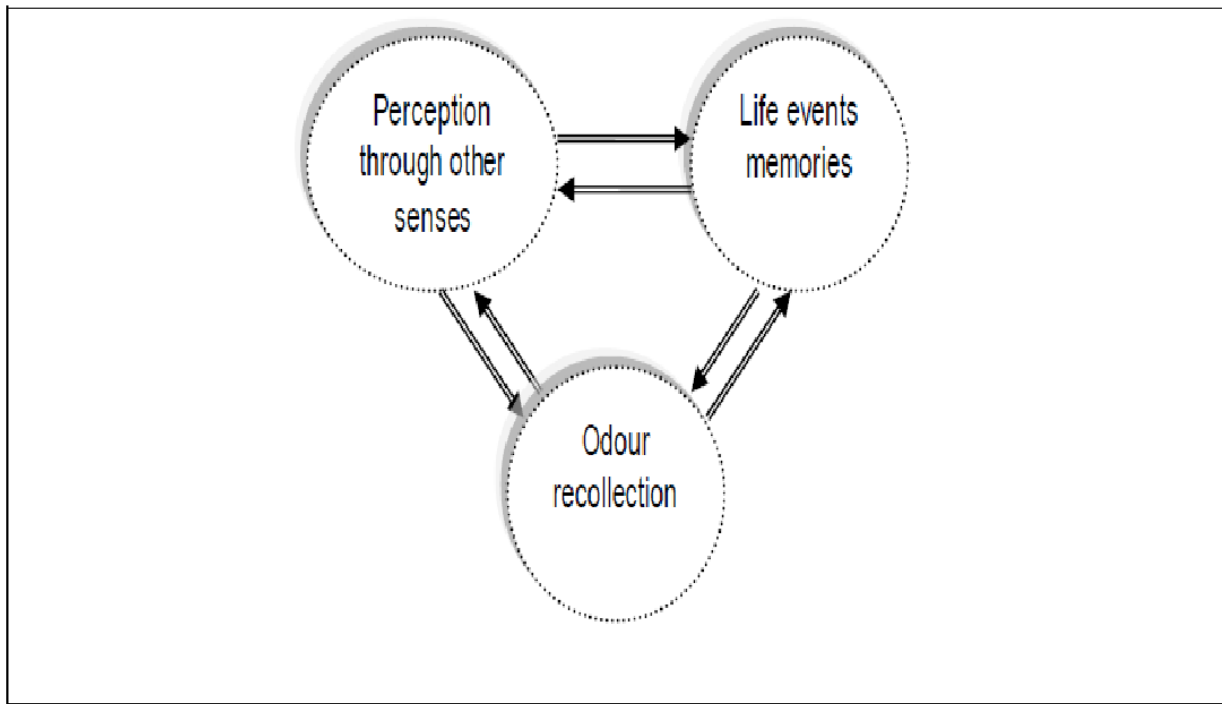 Perception
through other
senses
Life events
memories
Odour
recollection